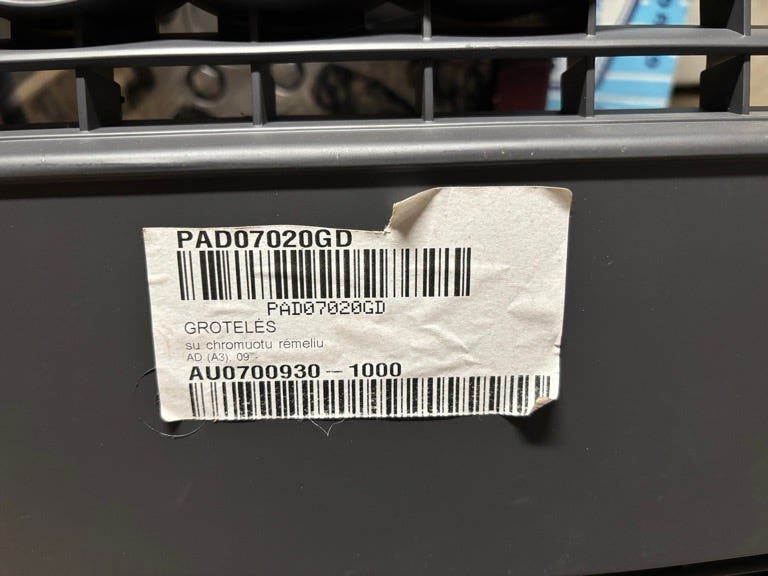 PAD07020GD
PAD07020GD
GROTELĖS
su chromuotu rėmeliu
AD (A3), 09 -
AU0700930-1000